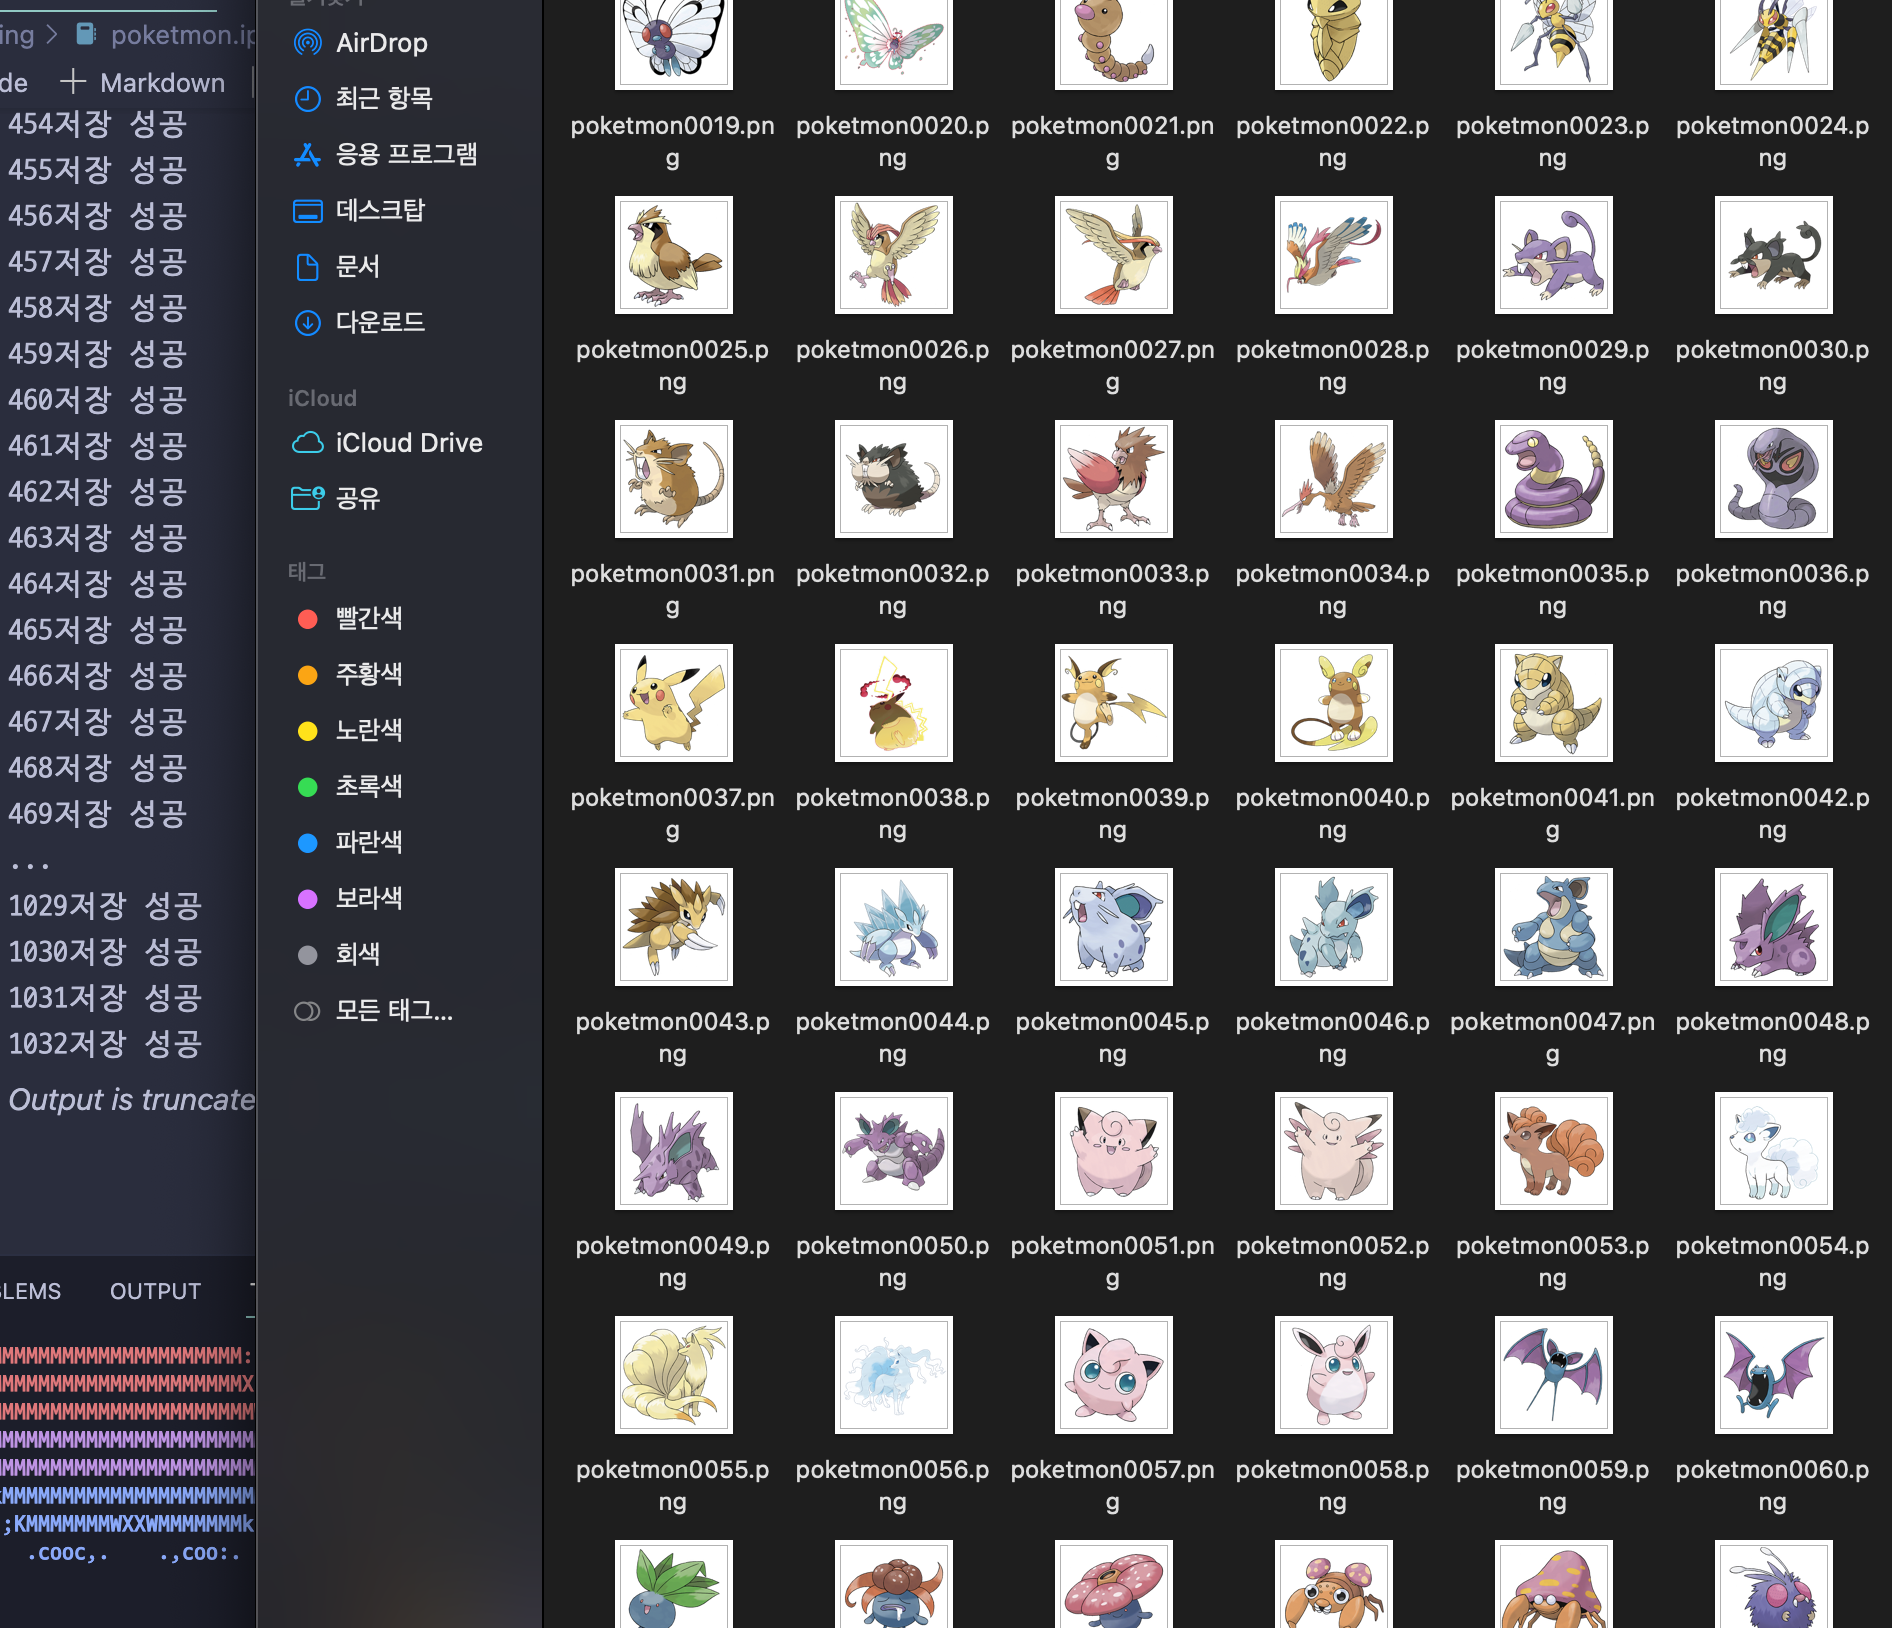 ing > poketmon.ip
de + Markdown
454저장 성공
455저장 성공
456저장 성공
457저장 성공
458저장 성공
459저장 성공
460저장 성공
461저장 성공
462저장 성공
463저장 성공
464저장 성공
465저장 성공
466저장 성공
467저장 성공
468저장 성공
469저장 성공
...
1029저장 성공
1030저장 성공
1031저장 성공
1032저장 성공
Output is truncate
BLEMS OUTPUT
MMMMMMMMMMMMMMMMMMMM:
MMMMMMMMMMMMMMMMMMMMX
MMMMMMMMMMMMMMMMMMMMM
MMMMMMMMMMMMMMMMMMMMM
MMMMMMMMMMMMMMMMMMMMM
MMMMMMMMMMMMMMMMMMMMM
;KMMMMMMMWXXWMMMMMMMk
.cooc,. .,coo:.
AirDrop
최근 항목
응용 프로그램
데스크탑
문서
다운로드
iCloud
iCloud Drive
공유
태그
빨간색
주황색
노란색
초록색
파란색
보라색
회색
모든 태그...
poketmon0019.png
poketmon0020.png
poketmon0021.png
poketmon0022.png
poketmon0023.png
poketmon0024.png
poketmon0025.png
poketmon0026.png
poketmon0027.png
poketmon0028.png
poketmon0029.png
poketmon0030.png
poketmon0031.png
poketmon0032.png
poketmon0033.png
poketmon0034.png
poketmon0035.png
poketmon0036.png
poketmon0037.png
poketmon0038.png
poketmon0039.png
poketmon0040.png
poketmon0041.png
poketmon0042.png
poketmon0043.png
poketmon0044.png
poketmon0045.png
poketmon0046.png
poketmon0047.png
poketmon0048.png
poketmon0049.png
poketmon0050.png
poketmon0051.png
poketmon0052.png
poketmon0053.png
poketmon0054.png
poketmon0055.png
poketmon0056.png
poketmon0057.png
poketmon0058.png
poketmon0059.png
poketmon0060.png